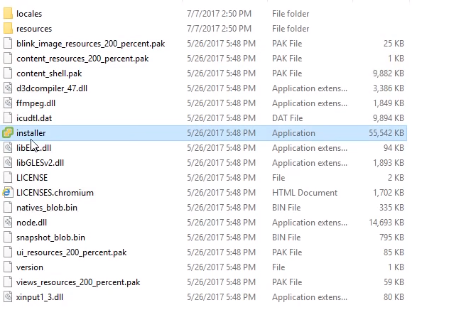 locales 7/7/2017 2:50 PM File folder
resources 7/7/2017 2:50 PM File folder
blink_image_resources_200_percent.pak 5/26/2017 5:48 PM PAK File 25 KB
content_resources_200_percent.pak 5/26/2017 5:48 PM PAK File 1 KB
content_shell.pak 5/26/2017 5:48 PM PAK File 9,882 KB
d3dcompiler_47.dll 5/26/2017 5:48 PM Application extens... 3,386 KB
ffmpeg.dll 5/26/2017 5:48 PM Application extens... 1,849 KB
icudtl.dat 5/26/2017 5:48 PM DAT File 9,894 KB
installer 5/26/2017 5:48 PM Application 55,542 KB
5/26/2017 5:48 PM Application extens... 94 KB
libGLESv2.dll 5/26/2017 5:48 PM Application extens... 1,893 KB
LICENSE 5/26/2017 5:48 PM File 2 KB
LICENSES.chromium 5/26/2017 5:48 PM HTML Document 1,702 KB
natives_blob.bin 5/26/2017 5:48 PM BIN File 335 KB
node.dll 5/26/2017 5:48 PM Application extens... 14,693 KB
snapshot_blob.bin 5/26/2017 5:48 PM BIN File 795 KB
ui_resources_200_percent.pak 5/26/2017 5:48 PM PAK File 85 KB
version 5/26/2017 5:48 PM File 1 KB
views_resources_200_percent.pak 5/26/2017 5:48 PM PAK File 59 KB
xinput1_3.dll 5/26/2017 5:48 PM Application extens... 80 KB